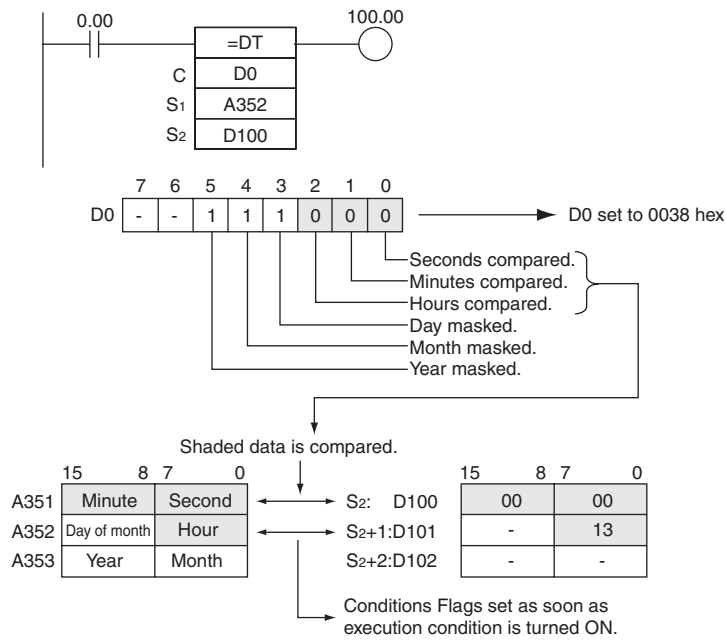 0.00
100.00
=DT
C D0
S1 A352
S2 D100
7 6 5 4 3 2 1 0
D0 - - 1 1 1 0 0 0
D0 set to 0038 hex
Seconds compared.
Minutes compared.
Hours compared.
Day masked.
Month masked.
Year masked.
Shaded data is compared.
15 8 7 0
15 8 7 0
A351 Minute Second S2: D100 00 00
A352 Day of month Hour S2+1:D101 - 13
A353 Year Month S2+2:D102 - -
Conditions Flags set as soon as
execution condition is turned ON.